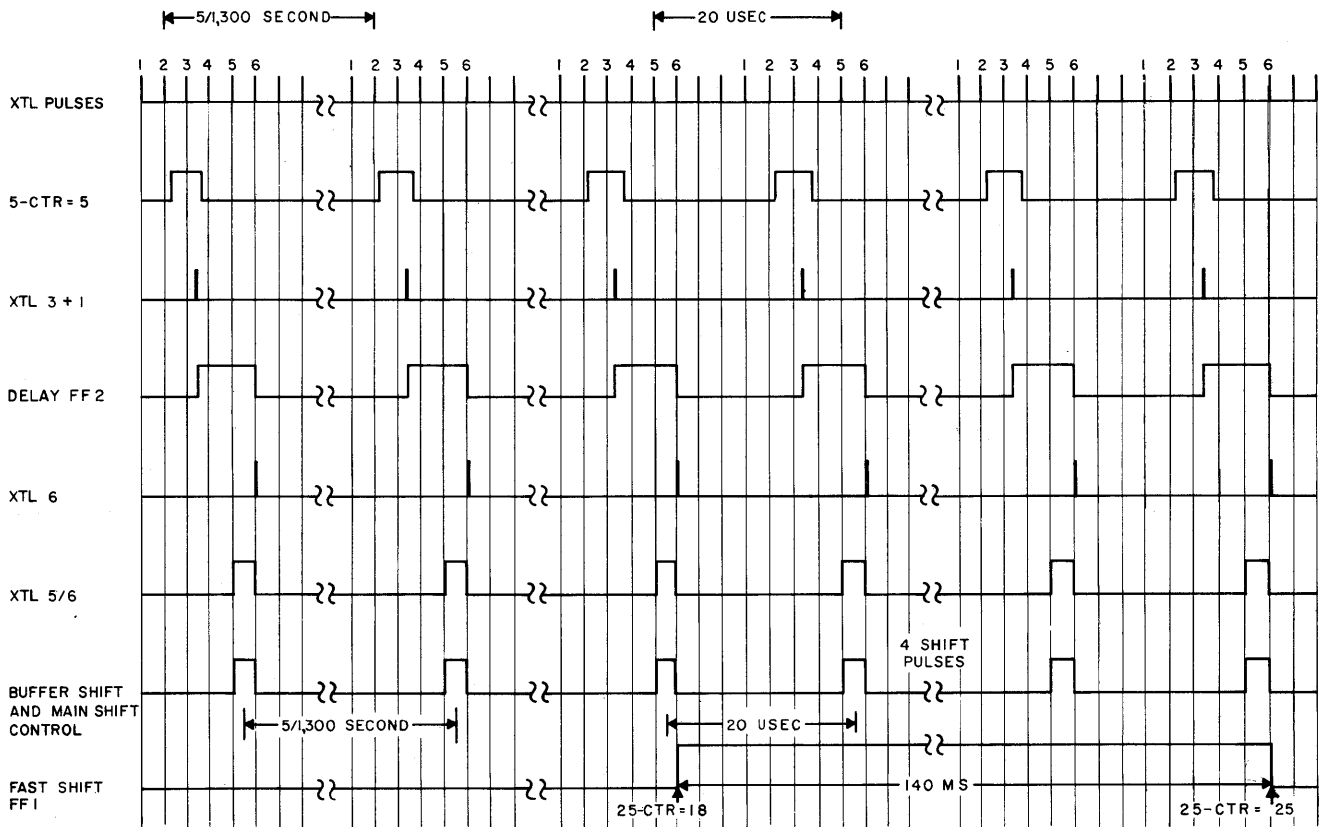 5/1,300 SECOND 20 USEC
1 2 3 4 5 6 1 2 3 4 5 6 1 2 3 4 5 6 1 2 3 4 5 6 1 2 3 4 5 6 1 2 3 4 5 6
XTL PULSES
5-CTR=5
XTL 3+1
DELAY FF2
XTL 6
XTL 5/6
4 SHIFT
PULSES
BUFFER SHIFT
AND MAIN SHIFT
CONTROL
5/1,300 SECOND 20 USEC
FAST SHIFT
FF1
140 MS
25-CTR=18 25-CTR= 25